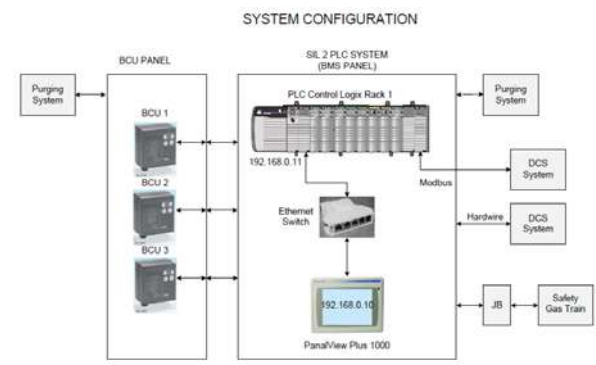 SYSTEM CONFIGURATION
BCU PANEL
SIL 2 PLC SYSTEM
(BMS PANEL)
Purging
System
BCU 1
BCU 2
BCU 3
PLC Control Logix Rack 1
192.168.0.11
Modbus
Ethernet
Switch
Hardwire
192.168.0.10
PanalView Plus 1000
Purging
System
DCS
System
DCS
System
JB
Safety
Gas Train